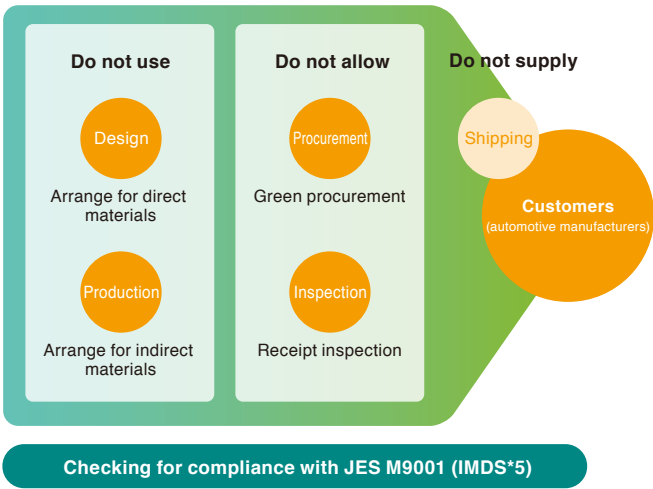 Do not use
Design
Arrange for direct
materials
Production
Arrange for indirect
materials
Do not allow
Procurement
Green procurement
Inspection
Receipt inspection
Do not supply
Shipping
Customers
(automotive manufacturers)
Checking for compliance with JES M9001 (IMDS*5)